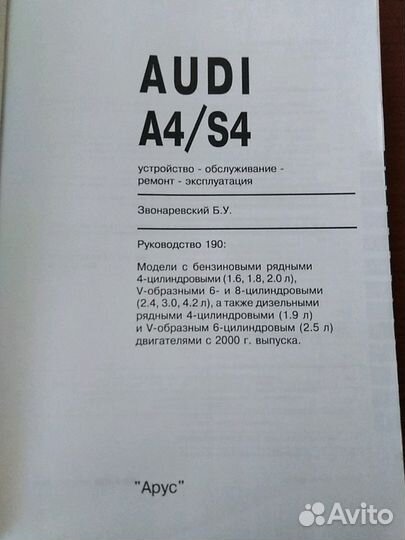 AUDI
A4/S4
устройство - обслуживание -
ремонт - эксплуатация
Звонаревский Б.У.
Руководство 190:
Модели с бензиновыми рядными
4-цилиндровыми (1.6, 1.8, 2.0 л),
V-образными 6- и 8-цилиндровыми
(2.4, 3.0, 4.2 л), а также дизельными
рядными 4-цилиндровыми (1.9 л)
и V-образным 6-цилиндровым (2.5 л)
двигателями с 2000 г. выпуска.
"Арус"
Avito